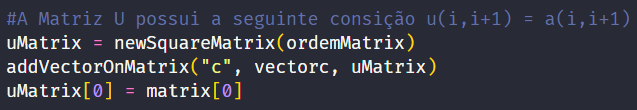 #A Matriz U possui a seguinte consição u(i,i+1) = a(i,i+1)
uMatrix = newSquareMatrix(ordemMatrix)
addVectorOnMatrix("c", vectorc, uMatrix)
uMatrix[0] = matrix[0]